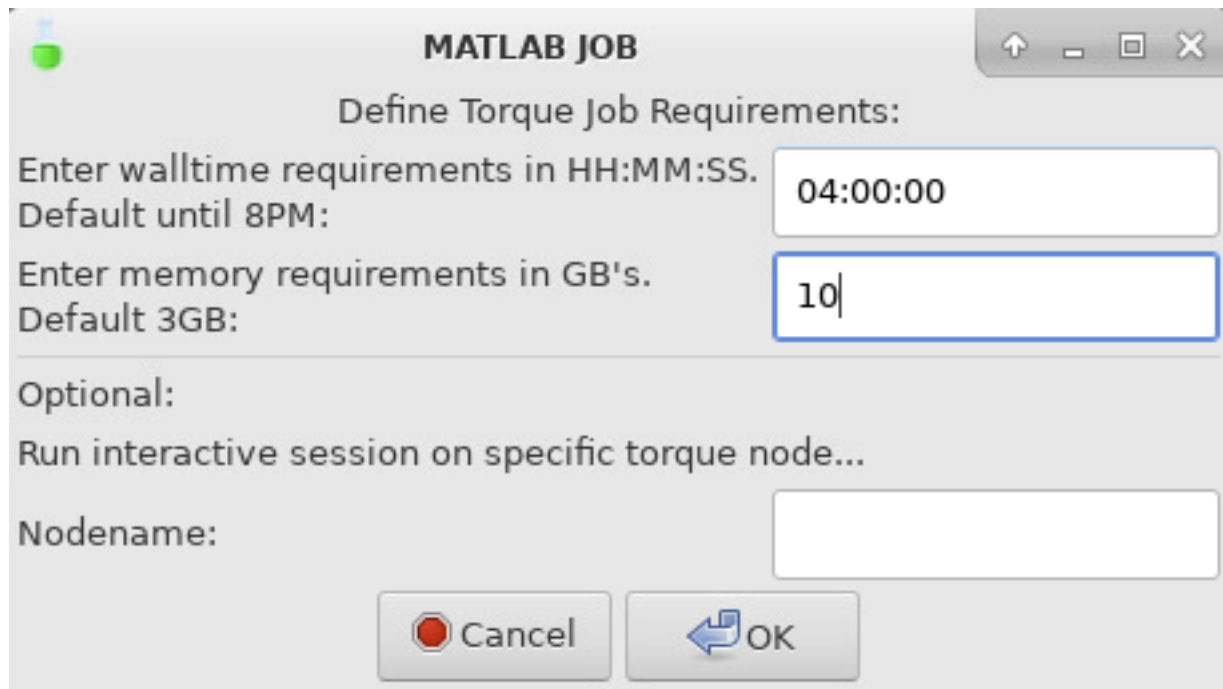 MATLAB JOB
Define Torque Job Requirements:
Enter walltime requirements in HH:MM:SS.
Default until 8PM:
04:00:00
Enter memory requirements in GB's.
Default 3GB:
10
Optional:
Run interactive session on specific torque node...
Nodename:
Cancel
OK